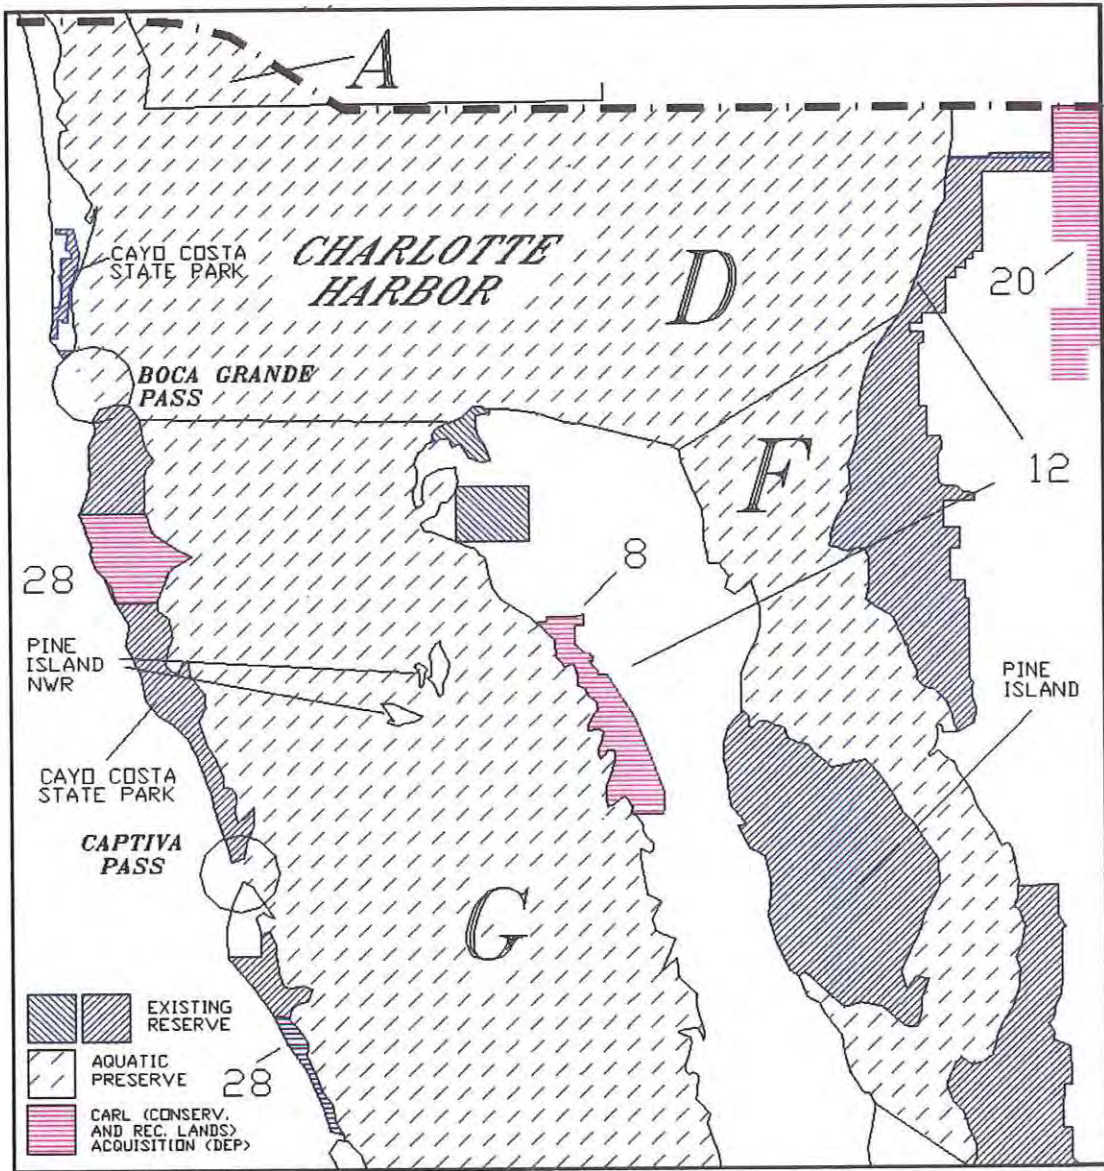 A
CHARLOTTE
HARBOR
D
20
CAYO COSTA
STATE PARK
BOCA GRANDE
PASS
F
12
8
28
PINE
ISLAND
NWR
PINE
ISLAND
CAYO COSTA
STATE PARK
CAPTIVA
PASS
G
EXISTING
RESERVE
AQUATIC
PRESERVE
28
CARL (CONSERV.
AND REC. LANDS)
ACQUISITION (DEP)